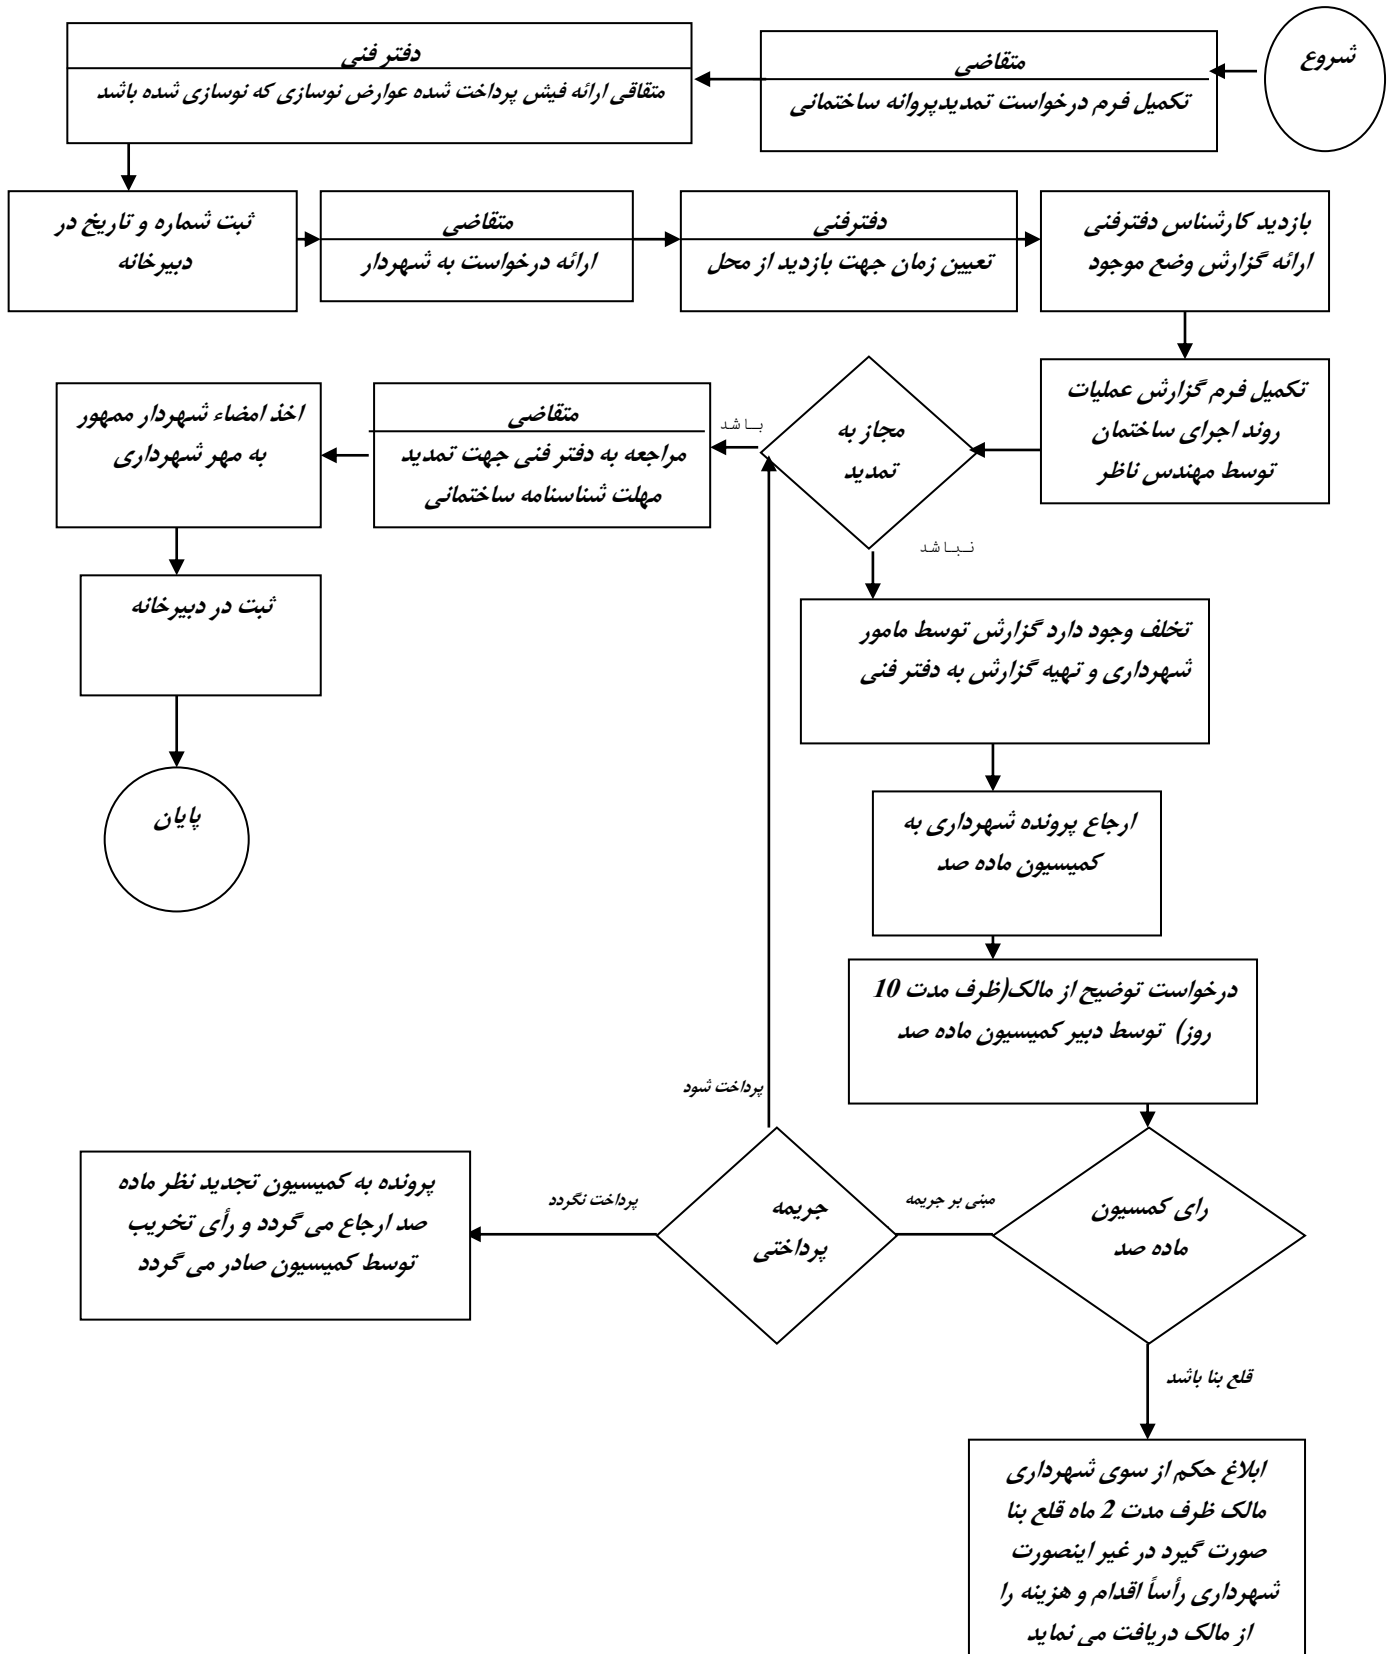 شروع
متقاضی
تکمیل فرم درخواست تمدیدپروانه ساختمانی
دفتر فنی
متقاقی ارائه فیش پرداخت شده عوارض نوسازی که نوسازی شده باشد
ثبت شماره و تاریخ در
دبیرخانه
متقاضی
ارائه درخواست به شهردار
دفترفنی
تعیین زمان جهت بازدید از محل
بازدید کارشناس دفترفنی
ارائه گزارش وضع موجود
تکمیل فرم گزارش عملیات
روند اجرای ساختمان
توسط مهندس ناظر
مجاز به
تمدید
باشد
متقاضی
مراجعه به دفتر فنی جهت تمدید
مهلت شناسنامه ساختمانی
اخذ امضاء شهردار ممهور
به مهر شهرداری
ثبت در دبیرخانه
پایان
نباشد
تخلف وجود دارد گزارش توسط مامور
شهرداری و تهیه گزارش به دفتر فنی
ارجاع پرونده شهرداری به
کمیسیون ماده صد
درخواست توضیح از مالک(ظرف مدت 10
روز) توسط دبیر کمیسیون ماده صد
رای کمسیون
ماده صد
مبنی بر جریمه
جریمه
پرداختی
پرداخت شود
پرداخت نگردد
پرونده به کمیسیون تجدید نظر ماده
صد ارجاع می گردد و رأی تخریب
توسط کمیسیون صادر می گردد
قلع بنا باشد
ابلاغ حکم از سوی شهرداری
مالک ظرف مدت 2 ماه قلع بنا
صورت گیرد در غیر اینصورت
شهرداری رأساً اقدام و هزینه را
از مالک دریافت می نماید